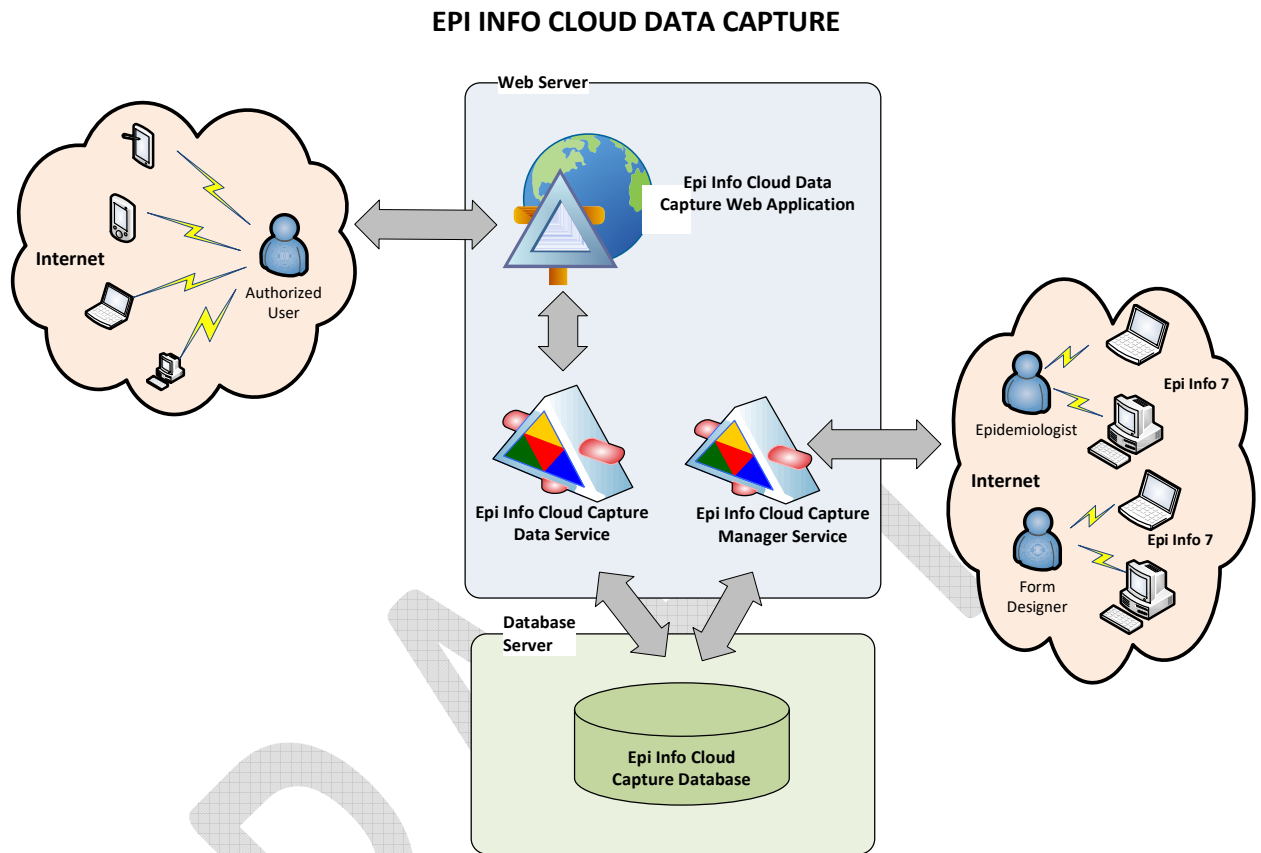 EPI INFO CLOUD DATA CAPTURE
Web Server
Epi Info Cloud Data
Capture Web Application
Internet
Authorized
User
Epi Info 7
Epidemiologist
Internet
Epi Info 7
Form
Designer
Epi Info Cloud Capture
Data Service
Epi Info Cloud Capture
Manager Service
Database
Server
Epi Info Cloud
Capture Database